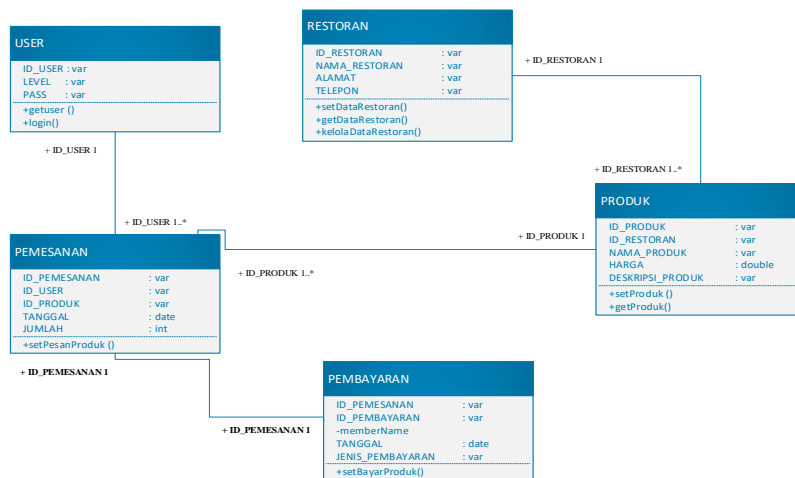 USER
ID_USER : var
LEVEL : var
PASS : var
+getuser ()
+login()
RESTORAN
ID_RESTORAN : var
NAMA_RESTORAN : var
ALAMAT : var
TELEPON : var
+setDataRestoran()
+getDataRestoran()
+kelolaDataRestoran()
+ ID_RESTORAN 1
+ ID_USER 1
+ ID_RESTORAN 1..*
PRODUK
ID_PRODUK : var
ID_RESTORAN : var
NAMA_PRODUK : var
HARGA : double
DESKRIPSI_PRODUK : var
+setProduk ()
+getProduk()
+ ID_USER 1..*
+ ID_PRODUK 1
+ ID_PRODUK 1..*
PEMESANAN
ID_PEMESANAN : var
ID_USER : var
ID_PRODUK : var
TANGGAL : date
JUMLAH : int
+setPesanProduk ()
+ ID_PEMESANAN 1
+ ID_PEMESANAN 1
PEMBAYARAN
ID_PEMESANAN : var
ID_PEMBAYARAN : var
-memberName
TANGGAL : date
JENIS_PEMBAYARAN : var
+setBayarProduk()